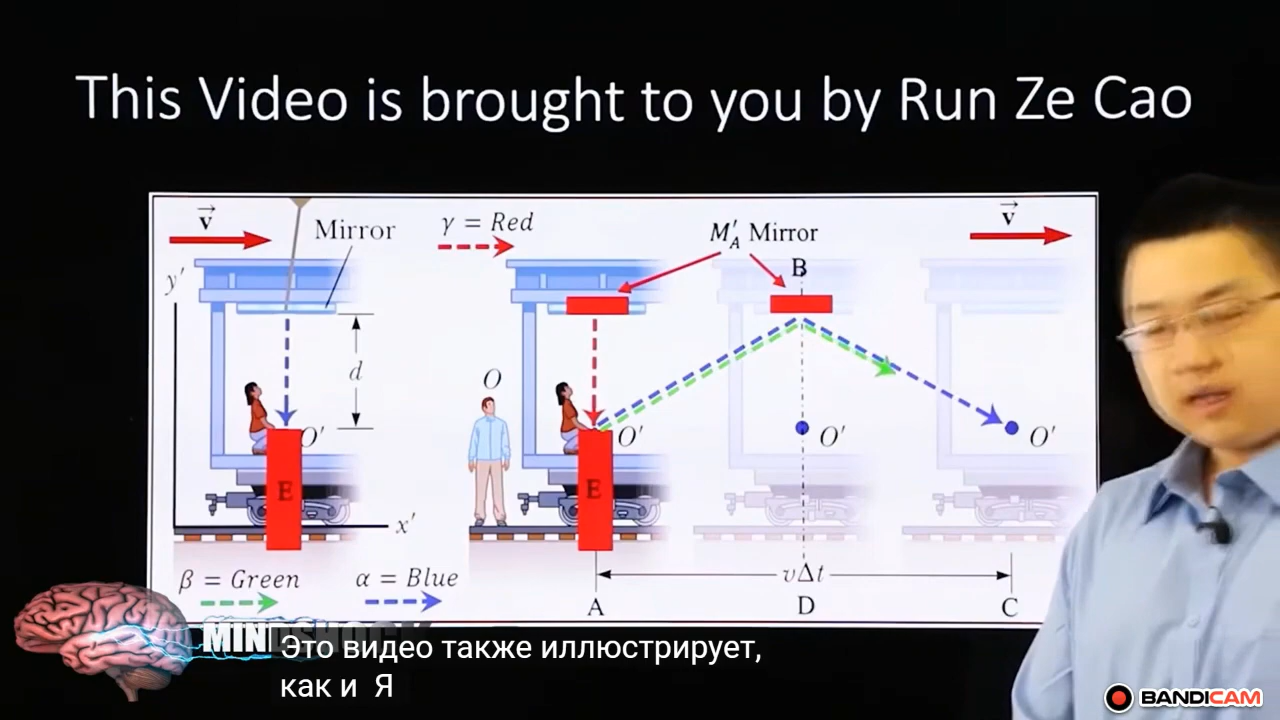 This Video is brought to you by Run Ze Cao
v
Mirror
γ = Red
M′A Mirror
v
y′
B
d
O
O′
O′
O′
O′
E
E
x′
β = Green
α = Blue
vΔt
A
D
C
MINDSHOCK
Это видео также иллюстрирует,
как и Я
BANDICAM